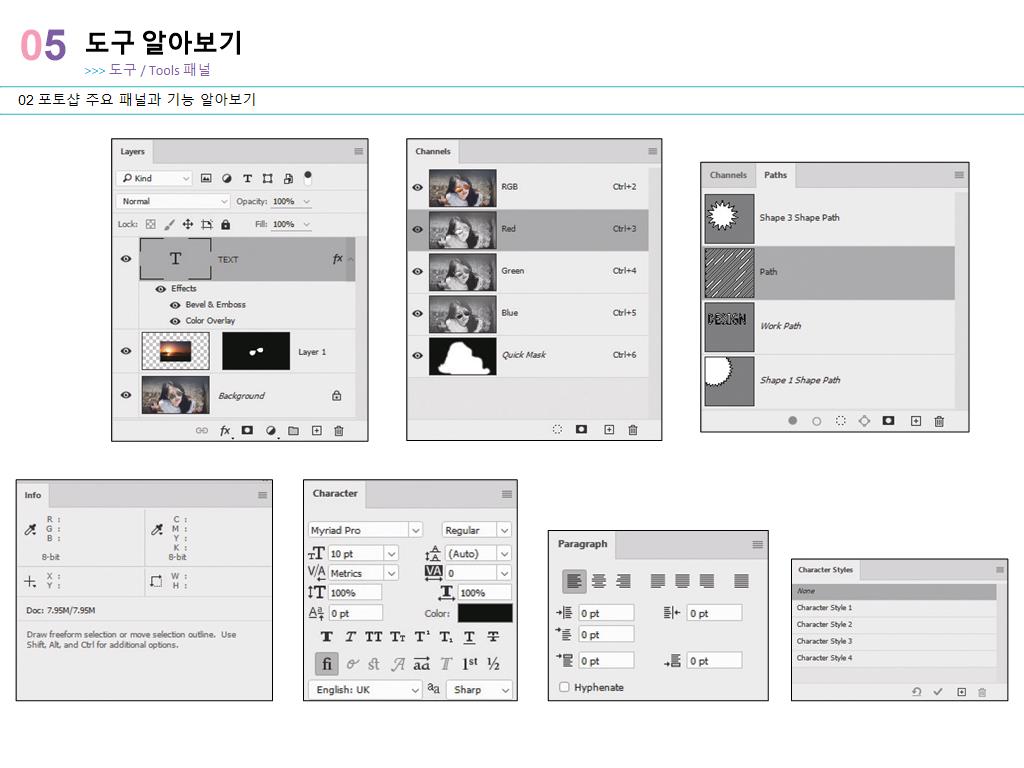 05 도구 알아보기
>>> 도구 / Tools 패널
02 포토샵 주요 패널과 기능 알아보기
Layers
Kind
Normal Opacity: 100%
Lock: Fill: 100%
T TEXT fx
Effects
Bevel & Emboss
Color Overlay
Layer 1
Background
fx
Channels
RGB Ctrl+2
Red Ctrl+3
Green Ctrl+4
Blue Ctrl+5
Quick Mask Ctrl+6
Channels Paths
Shape 3 Shape Path
Path
DESIGN
Work Path
Shape 1 Shape Path
Info
R : C :
G : M :
B : Y :
K :
8-bit 8-bit
X : W :
Y : H :
Doc: 7.95M/7.95M
Draw freeform selection or move selection outline. Use
Shift, Alt, and Ctrl for additional options.
Character
Myriad Pro Regular
10 pt (Auto)
Metrics 0
100% 100%
0 pt Color:
T T TT Tt T¹ T₁ T T
fi st A ad T 1st ½
English: UK aa Sharp
Paragraph
0 pt 0 pt
0 pt
0 pt 0 pt
Hyphenate
Character Styles
None
Character Style 1
Character Style 2
Character Style 3
Character Style 4